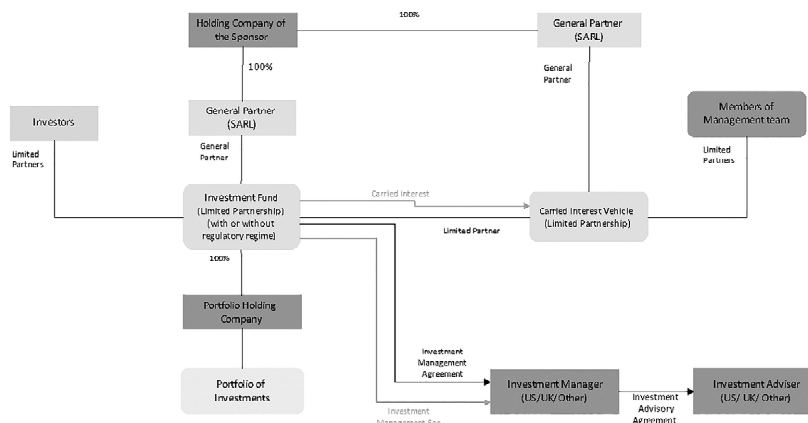 100%
Holding Company of
the Sponsor
General Partner
(SARL)
100%
General
Partner
General Partner
(SARL)
Investors
Members of
Management team
General
Partner
Limited
Partners
Limited
Partners
Investment Fund
(Limited Partnership)
(with or without
regulatory regime)
Carried Interest
Limited Partner
Carried Interest Vehicle
(Limited Partnership)
100%
Portfolio Holding
Company
Portfolio of
Investments
Investment
Management
Agreement
Investment Manager
(US/UK/Other)
Investment
Advisory
Agreement
Investment Adviser
(US/ UK/ Other)
Investment
Management Fee